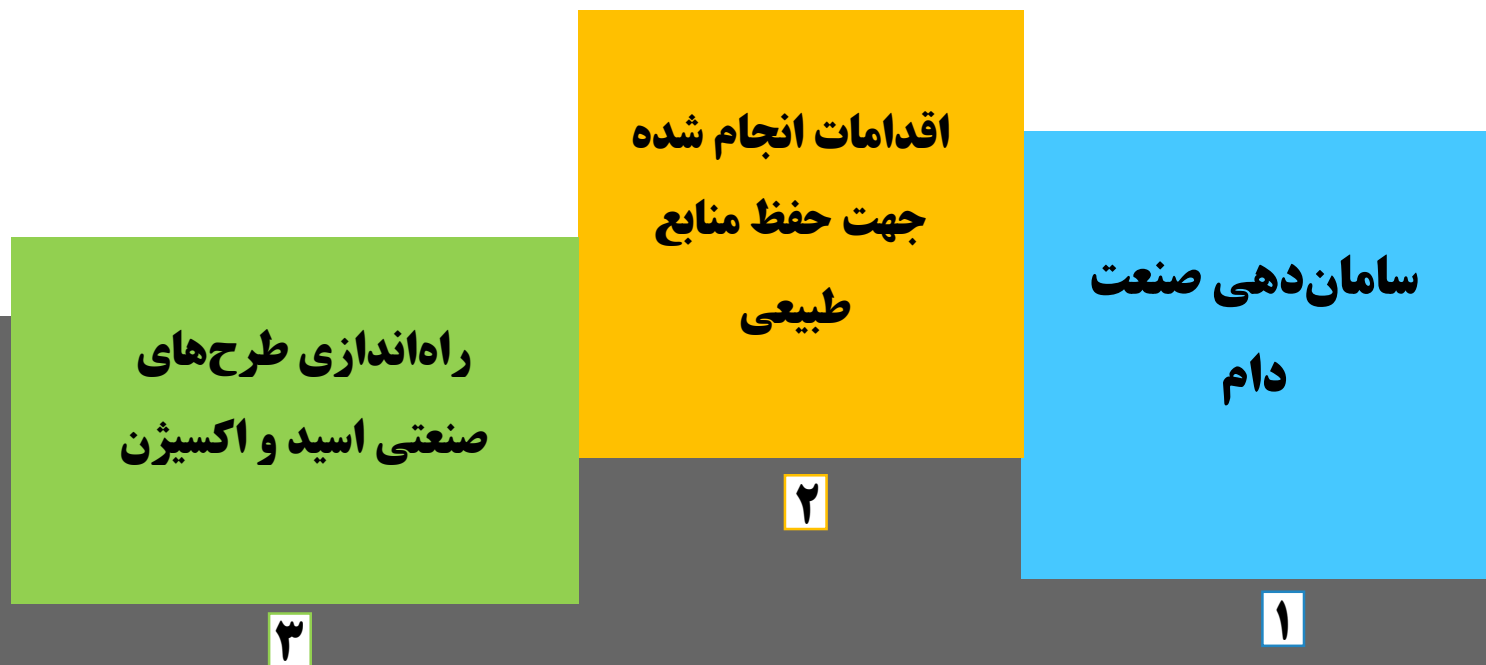 سامان‌دهی صنعت
دام
۱
اقدامات انجام شده
جهت حفظ منابع
طبیعی
۲
راه‌اندازی طرح‌های
صنعتی اسید و اکسیژن
۳